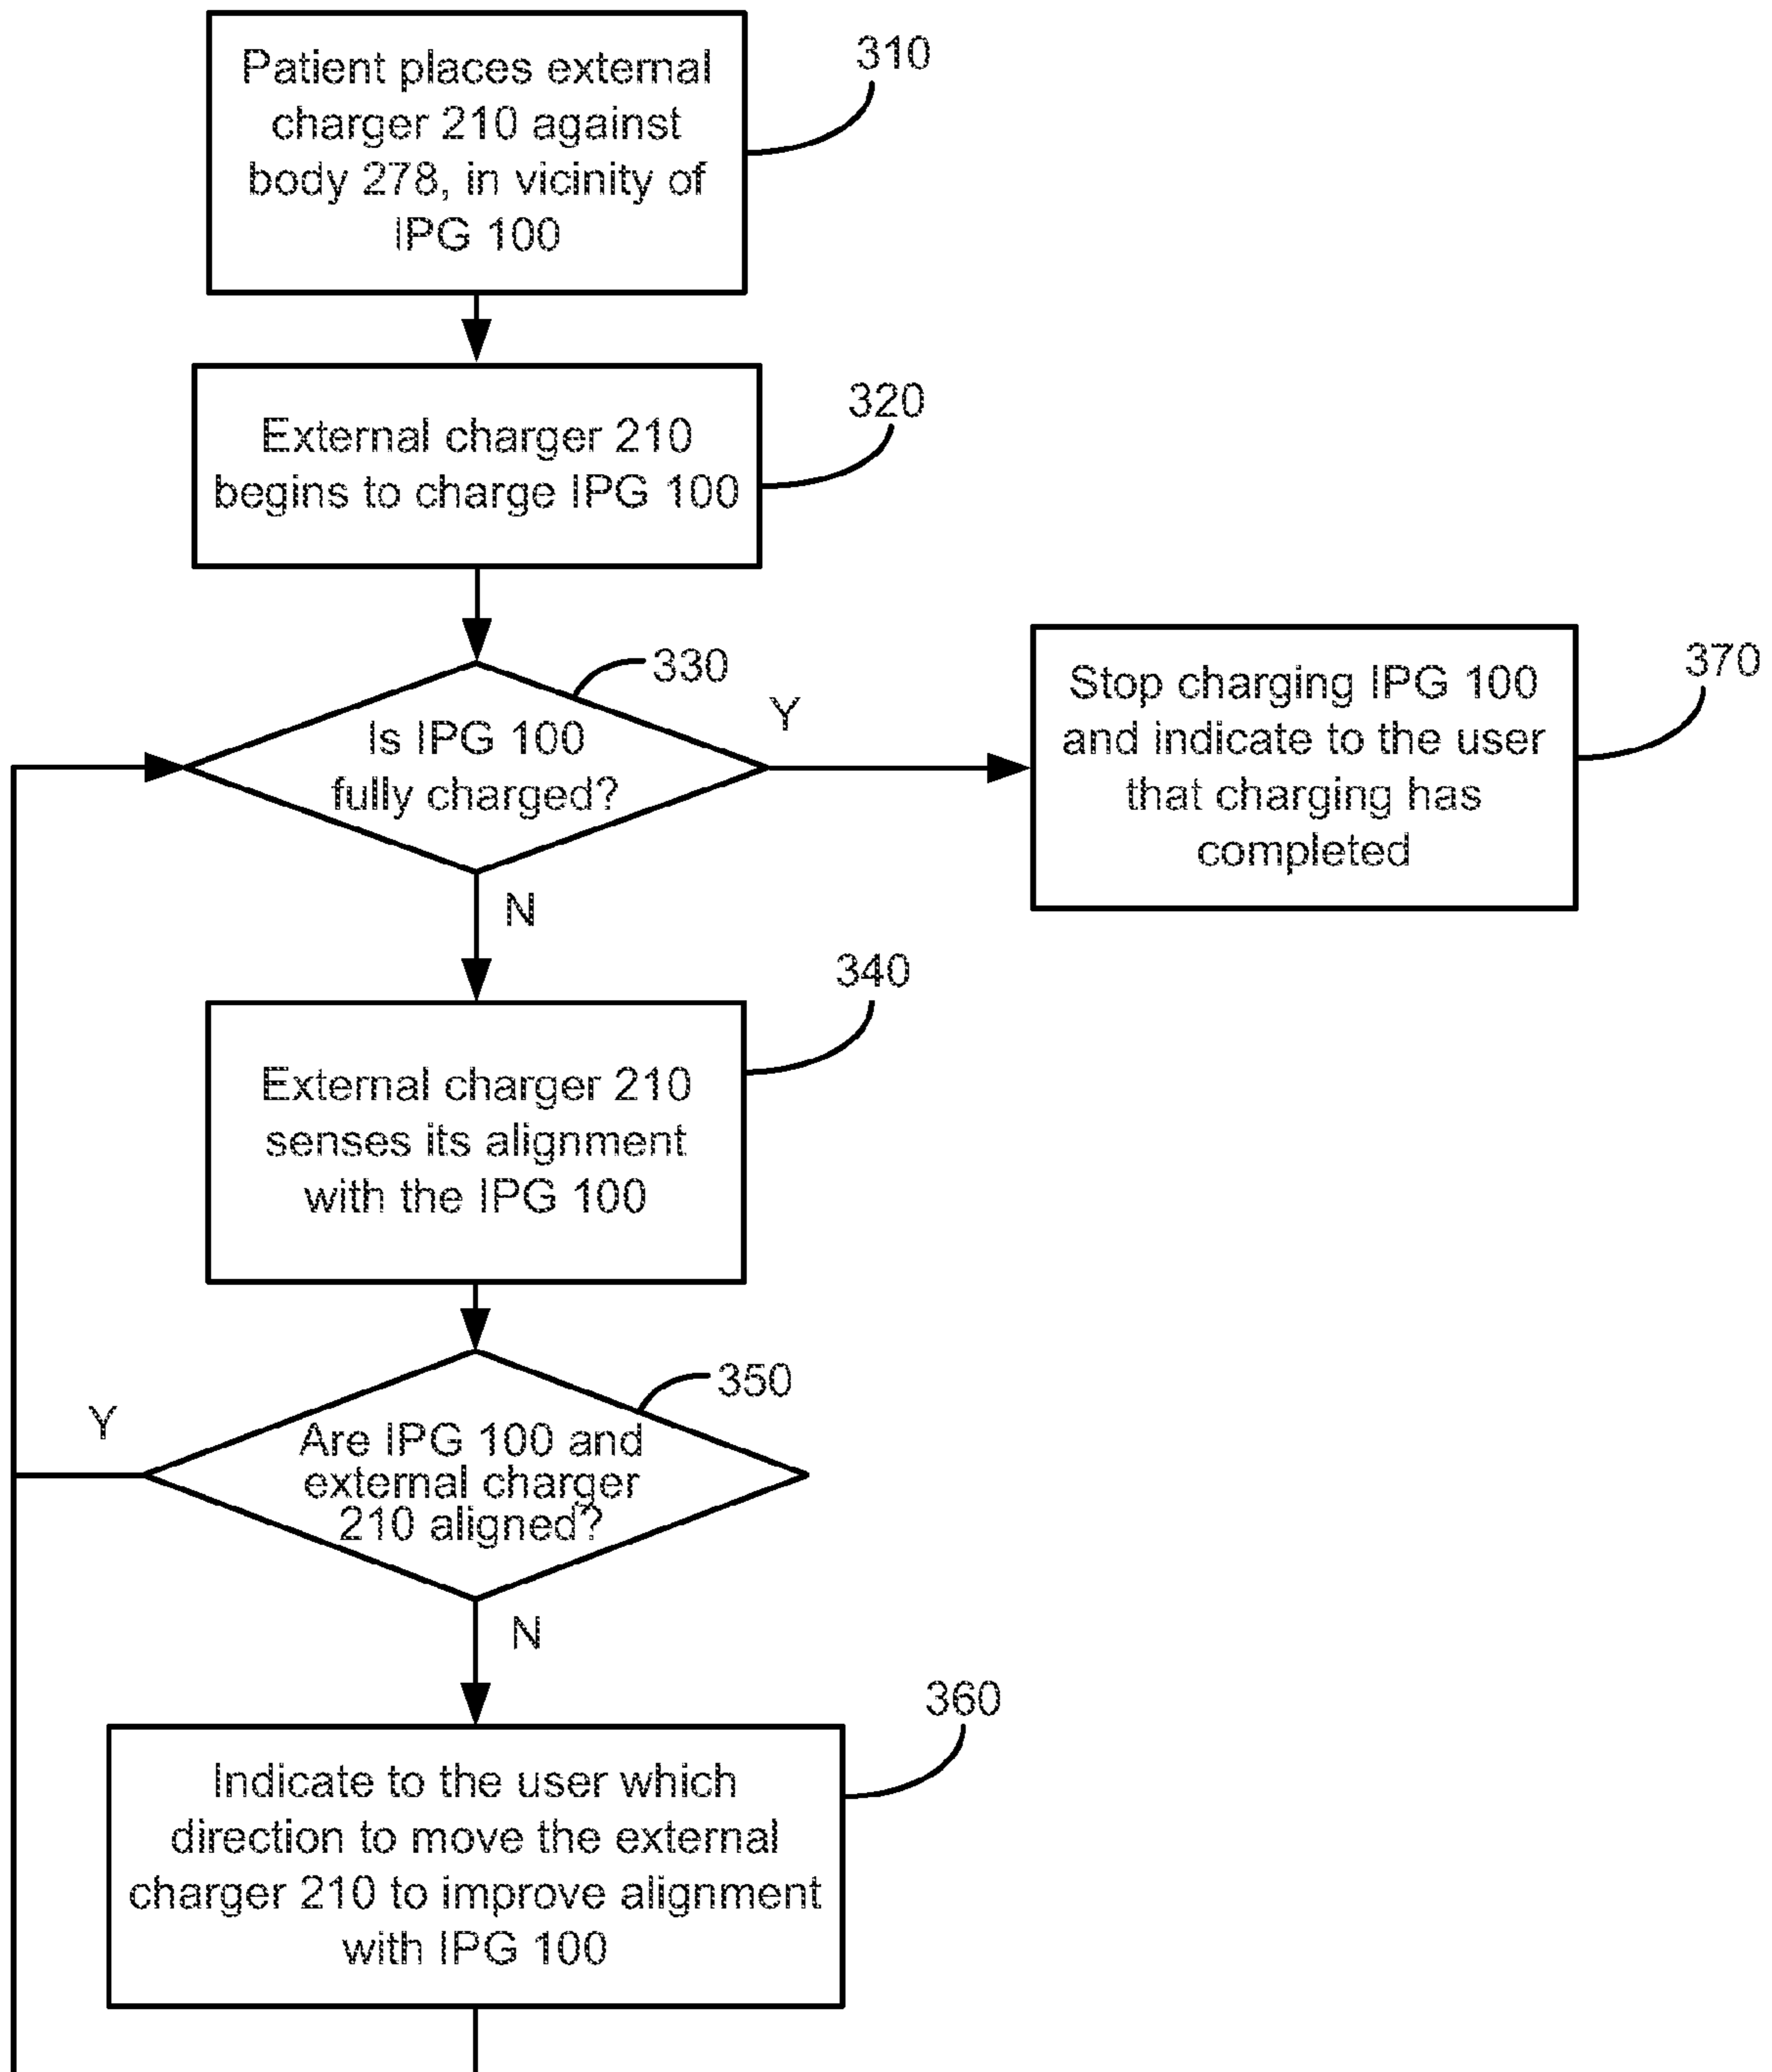 Patient places external
charger 210 against
body 278, in vicinity of
IPG 100
310
External charger 210
begins to charge IPG 100
320
Is IPG 100
fully charged?
330
Y
N
Stop charging IPG 100
and indicate to the user
that charging has
completed
370
External charger 210
senses its alignment
with the IPG 100
340
Are IPG 100 and
external charger
210 aligned?
350
Y
N
Indicate to the user which
direction to move the external
charger 210 to improve alignment
with IPG 100
360